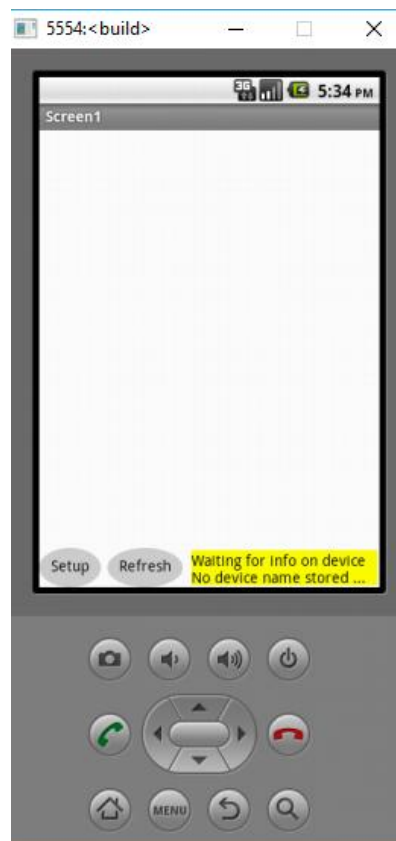 5554:<build>
3G
5:34 PM
Screen1
Setup
Refresh
Waiting for info on device
No device name stored ...
MENU